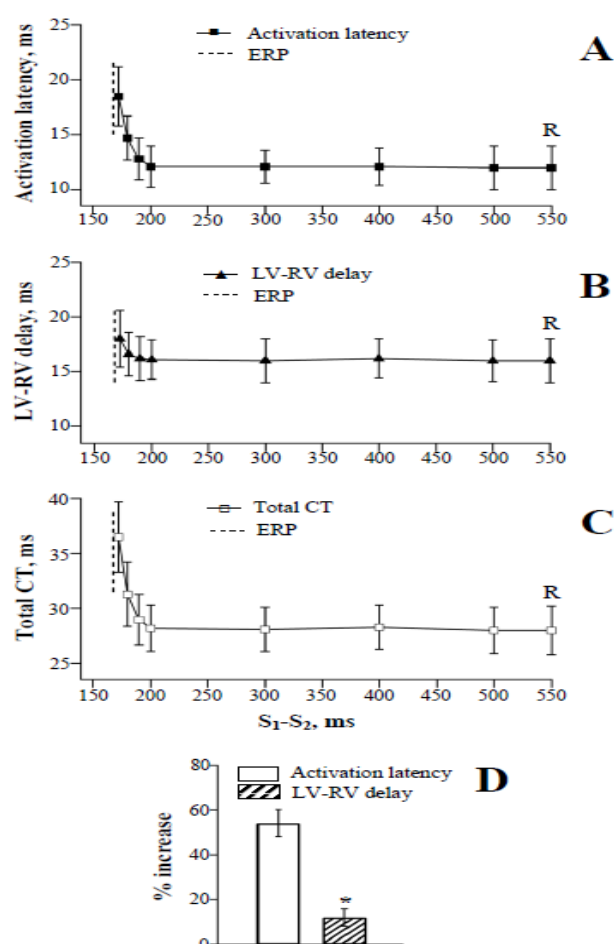 Activation latency
ERP
A
Activation latency, ms
25
20
15
10
R
150 200 250 300 350 400 450 500 550
LV-RV delay
ERP
B
LV-RV delay, ms
25
20
15
10
R
150 200 250 300 350 400 450 500 550
Total CT
ERP
C
Total CT, ms
40
35
30
25
R
150 200 250 300 350 400 450 500 550
S₁-S₂, ms
Activation latency
LV-RV delay
D
% increase
80
60
40
20
0
*